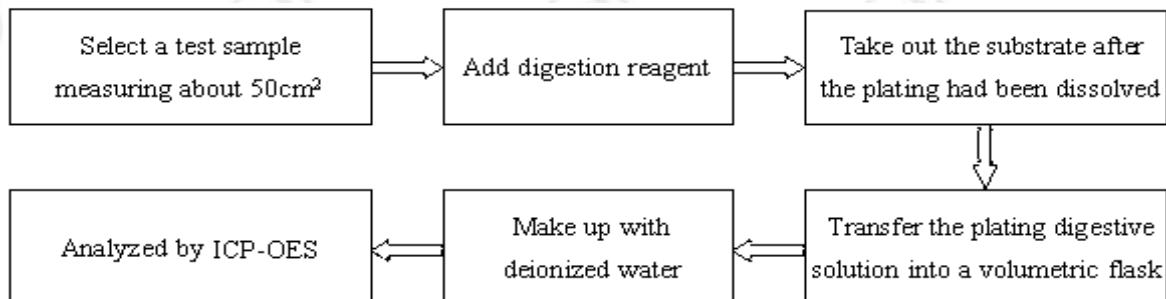 Select a test sample
measuring about 50cm²
Add digestion reagent
Take out the substrate after
the plating had been dissolved
Transfer the plating digestive
solution into a volumetric flask
Make up with
deionized water
Analyzed by ICP-OES